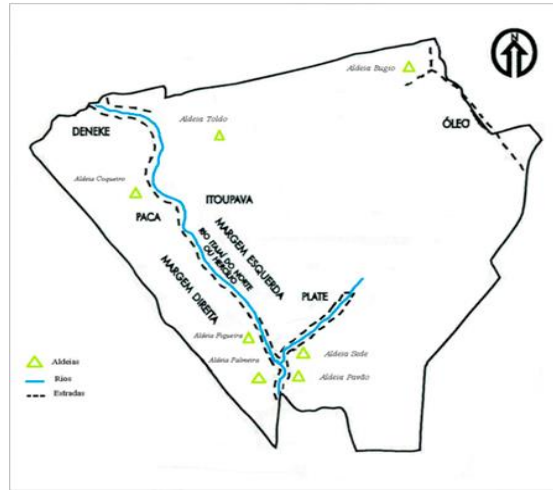 Aldeia Bugio
ÓLEO
DENEKE
Aldeia Toldo
Aldeia Coqueiro
PACA
ITOUPAVA
MARGEM ESQUERDA
RIO ITAJAÍ DO NORTE
OU HERCÍLIO
MARGEM DIREITA
PLATE
Aldeia Figueira
Aldeia Sede
Aldeia Palmeira
Aldeia Pavão
Aldeias
Rios
Estradas